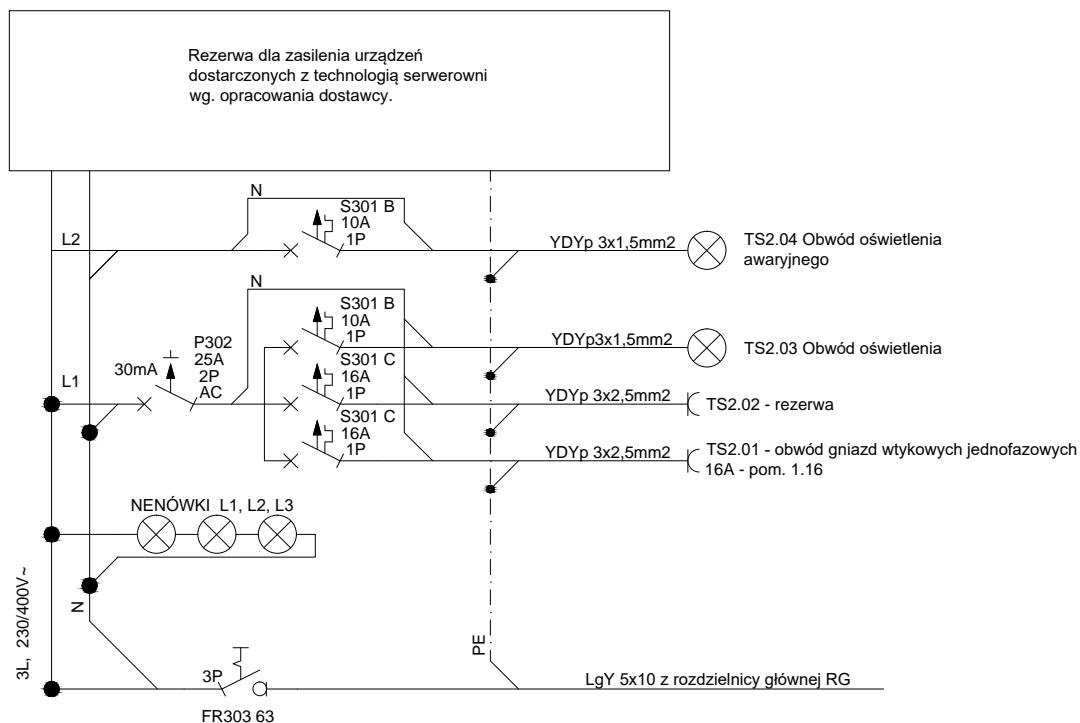 Rezerwa dla zasilenia urządzeń
dostarczonych z technologią serwerowni
wg. opracowania dostawcy.
N
S301 B
10A
1P
L2
YDYp 3x1,5mm2
TS2.04 Obwód oświetlenia
awaryjnego
N
S301 B
10A
1P
YDYp3x1,5mm2
TS2.03 Obwód oświetlenia
P302
25A
2P
AC
30mA
L1
S301 C
16A
1P
YDYp 3x2,5mm2
TS2.02 - rezerwa
S301 C
16A
1P
YDYp 3x2,5mm2
TS2.01 - obwód gniazd wtykowych jednofazowych
16A - pom. 1.16
NENÓWKI L1, L2, L3
3L, 230/400V~
N
PE
3P
FR303 63
LgY 5x10 z rozdzielnicy głównej RG